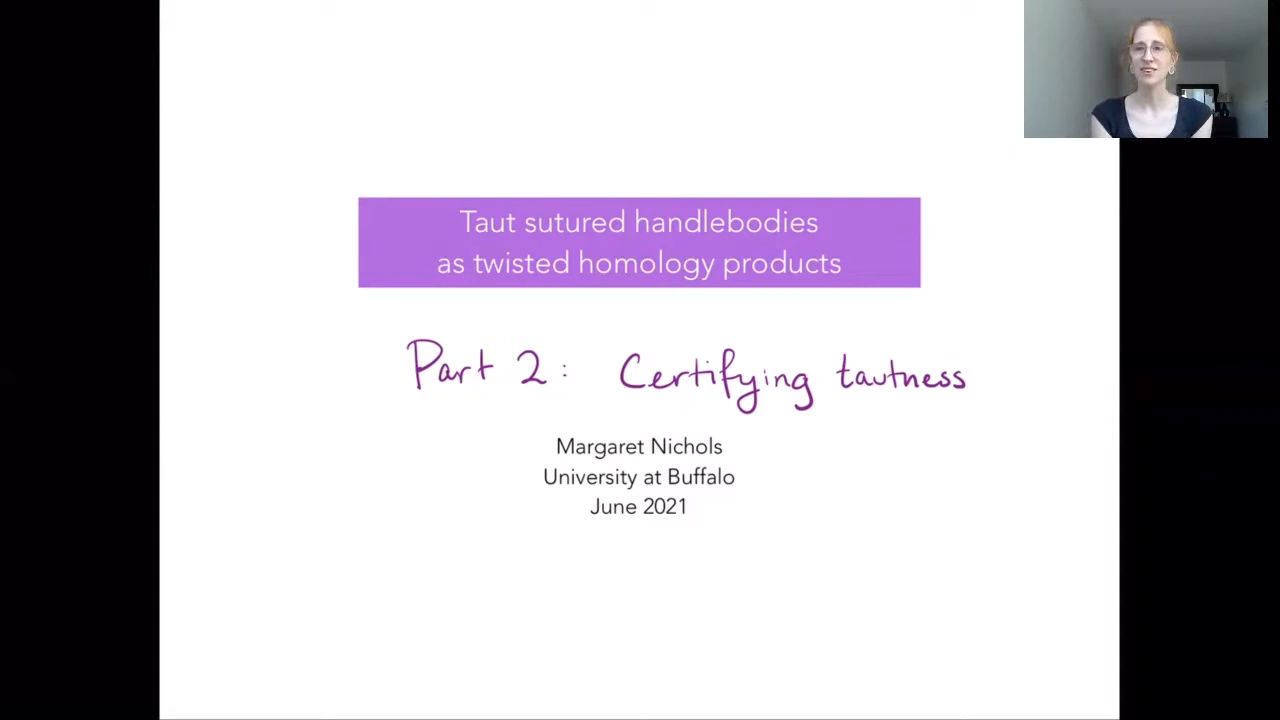 Taut sutured handlebodies
as twisted homology products
Part 2: Certifying tautness
Margaret Nichols
University at Buffalo
June 2021